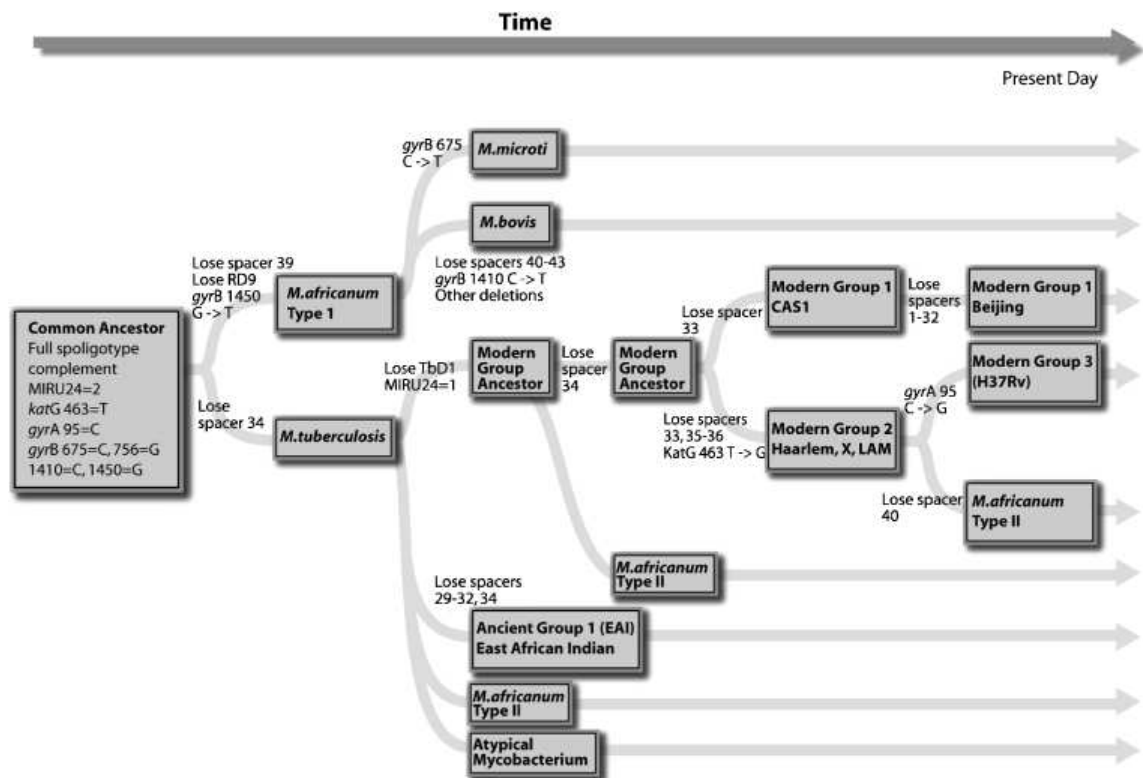 Time
Present Day
gyrB 675
C -> T
M.microti
M.bovis
Lose spacers 40-43
gyrB 1410 C -> T
Other deletions
Lose spacer 39
Lose RD9
gyrB 1450
G -> T
M.africanum
Type 1
Common Ancestor
Full spoligotype
complement
MIRU24=2
katG 463=T
gyrA 95=C
gyrB 675=C, 756=G
1410=C, 1450=G
Lose
spacer 34
M.tuberculosis
Lose TbD1
MIRU24=1
Modern
Group
Ancestor
Lose
spacer
34
Modern
Group
Ancestor
Lose spacer
33
Modern Group 1
CAS1
Lose
spacers
1-32
Modern Group 1
Beijing
Lose spacers
33, 35-36
KatG 463 T -> G
Modern Group 2
Haarlem, X, LAM
gyrA 95
C -> G
Modern Group 3
(H37Rv)
Lose spacer
40
M.africanum
Type II
M.africanum
Type II
Lose spacers
29-32, 34
Ancient Group 1 (EAI)
East African Indian
M.africanum
Type II
Atypical
Mycobacterium